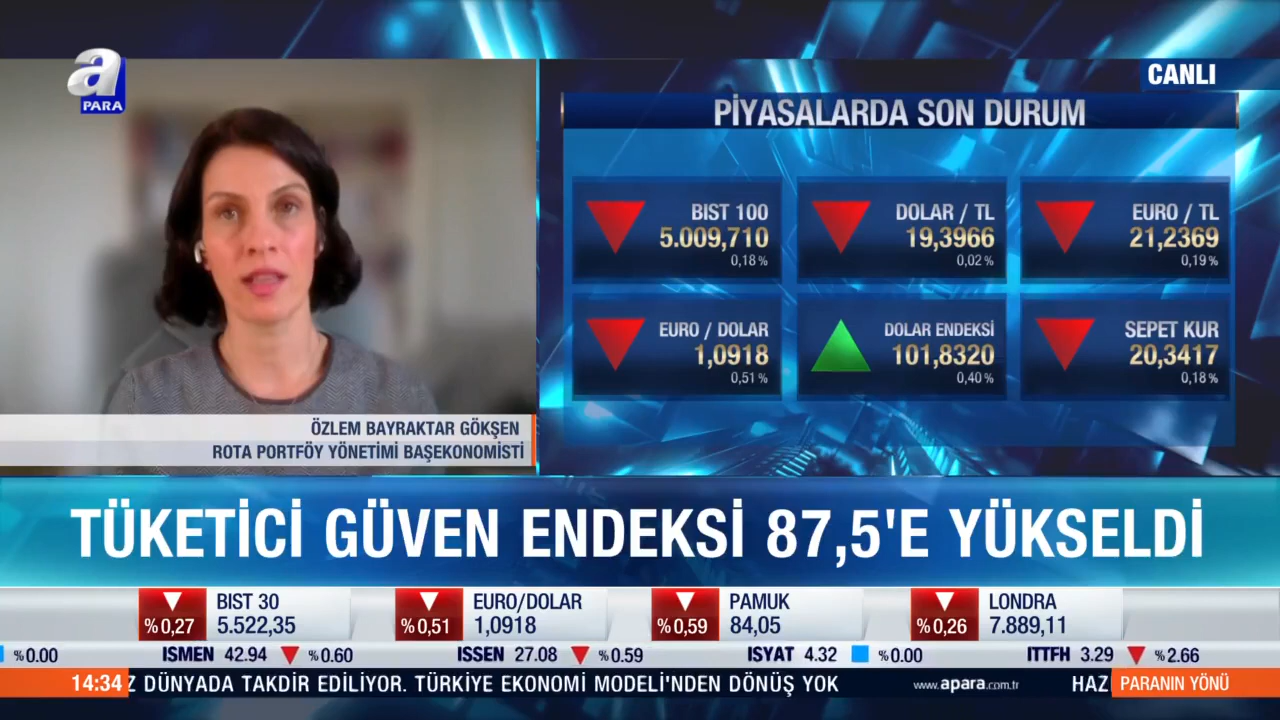 a
PARA
CANLI
PİYASALARDA SON DURUM
BIST 100
5.009,710
0,18 %
DOLAR / TL
19,3966
0,02 %
EURO / TL
21,2369
0,19 %
EURO / DOLAR
1,0918
0,51 %
DOLAR ENDEKSİ
101,8320
0,40 %
SEPET KUR
20,3417
0,18 %
ÖZLEM BAYRAKTAR GÖKŞEN
ROTA PORTFÖY YÖNETİMİ BAŞEKONOMİSTİ
TÜKETİCİ GÜVEN ENDEKSİ 87,5'E YÜKSELDİ
%0,27 BIST 30 5.522,35
%0,51 EURO/DOLAR 1,0918
%0,59 PAMUK 84,05
%0,26 LONDRA 7.889,11
%0.00 ISMEN 42.94 %0.60 ISSEN 27.08 %0.59 ISYAT 4.32 %0.00 ITTFH 3.29 %2.66
14:34 Z DÜNYADA TAKDİR EDİLİYOR. TÜRKİYE EKONOMİ MODELİ'NDEN DÖNÜŞ YOK www.apara.com.tr HAZ PARANIN YÖNÜ